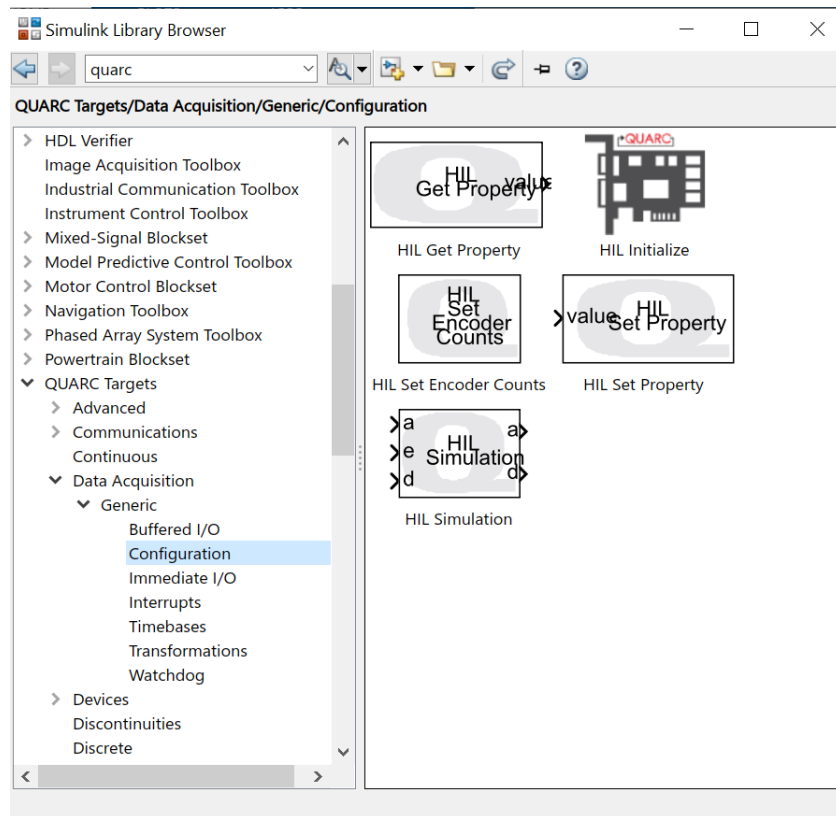 Simulink Library Browser
quarc
QUARC Targets/Data Acquisition/Generic/Configuration
HDL Verifier
Image Acquisition Toolbox
Industrial Communication Toolbox
Instrument Control Toolbox
Mixed-Signal Blockset
Model Predictive Control Toolbox
Motor Control Blockset
Navigation Toolbox
Phased Array System Toolbox
Powertrain Blockset
QUARC Targets
Advanced
Communications
Continuous
Data Acquisition
Generic
Buffered I/O
Configuration
Immediate I/O
Interrupts
Timebases
Transformations
Watchdog
Devices
Discontinuities
Discrete
HIL
Get Property
value
HIL Get Property
QUARC
HIL Initialize
HIL
Set
Encoder
Counts
HIL Set Encoder Counts
value
HIL
Set Property
HIL Set Property
a
e
d
HIL
Simulation
a
d
HIL Simulation